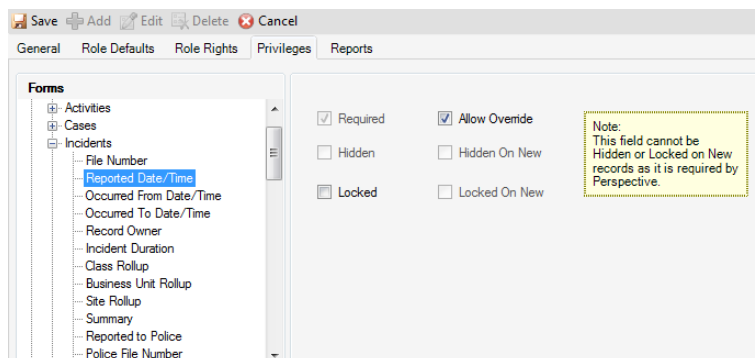 Save Add Edit Delete Cancel
General Role Defaults Role Rights Privileges Reports
Forms
Activities
Cases
Incidents
File Number
Reported Date/Time
Occurred From Date/Time
Occurred To Date/Time
Record Owner
Incident Duration
Class Rollup
Business Unit Rollup
Site Rollup
Summary
Reported to Police
Police File Number
Required Allow Override
Hidden Hidden On New
Locked Locked On New
Note:
This field cannot be
Hidden or Locked on New
records as it is required by
Perspective.